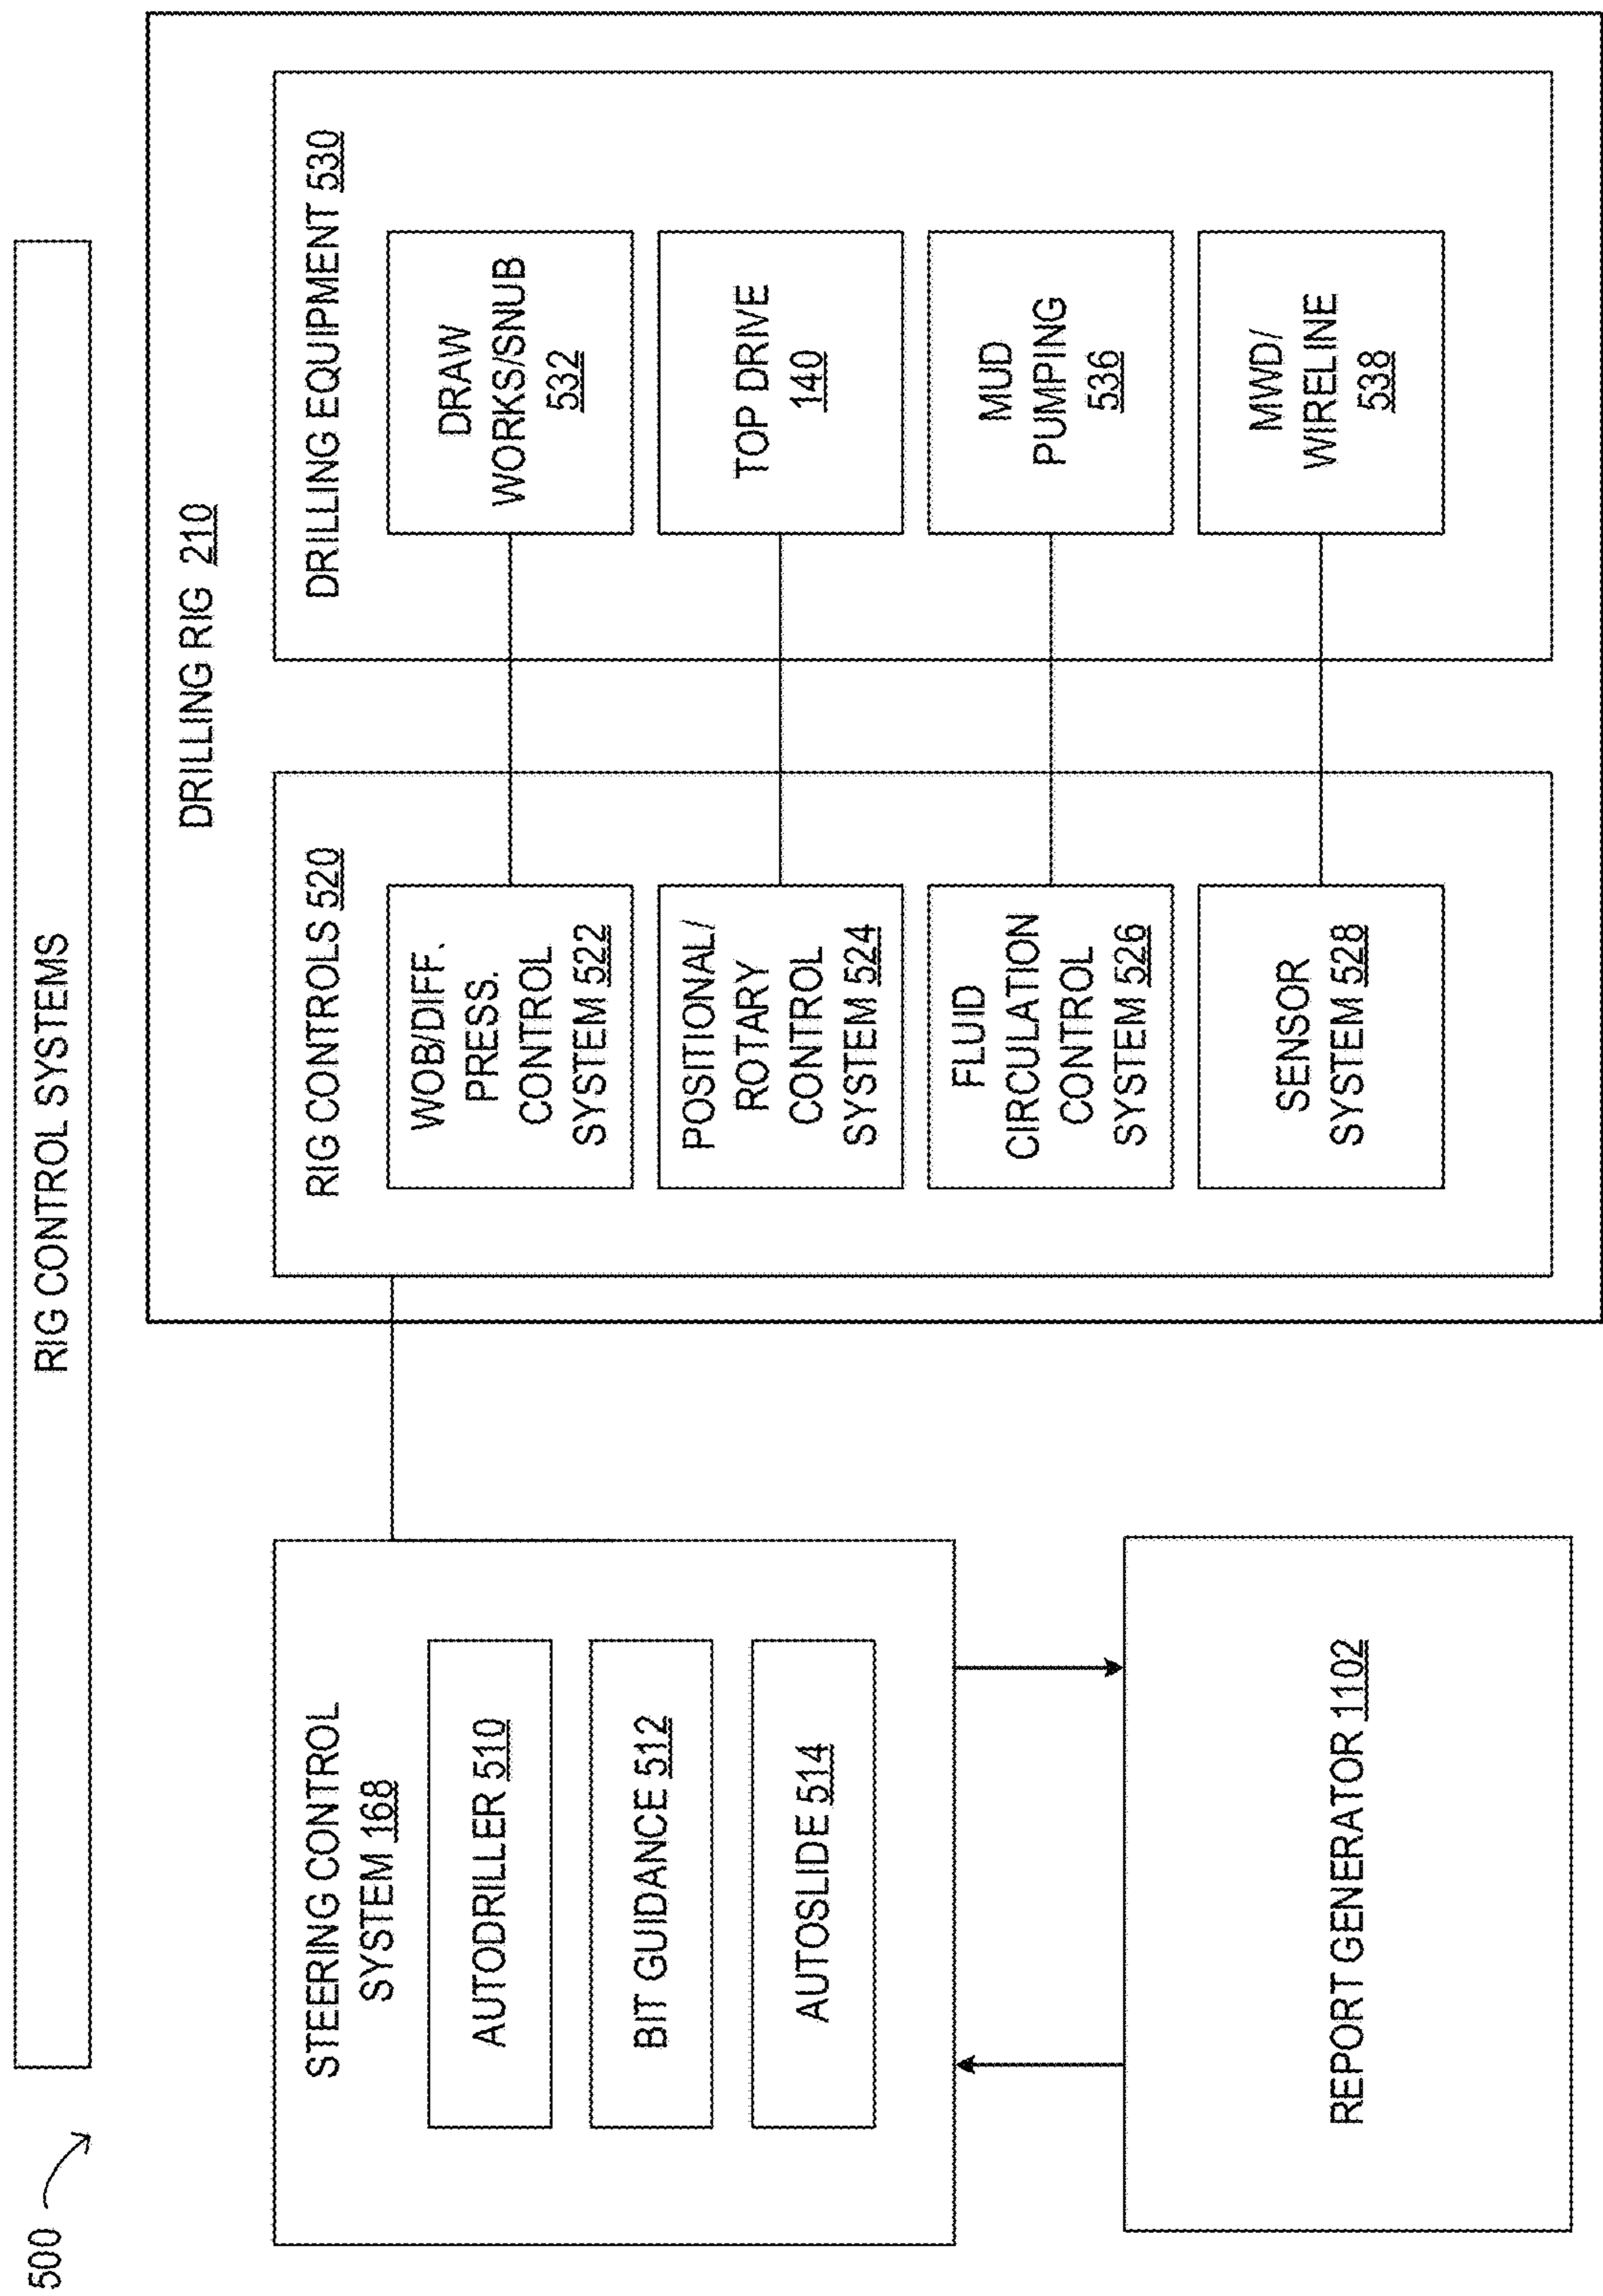 500
RIG CONTROL SYSTEMS
STEERING CONTROL
SYSTEM 168
AUTODRILLER 510
BIT GUIDANCE 512
AUTOSLIDE 514
REPORT GENERATOR 1102
DRILLING RIG 210
RIG CONTROLS 520
WOB/DIFF.
PRESS.
CONTROL
SYSTEM 522
POSITIONAL/
ROTARY
CONTROL
SYSTEM 524
FLUID
CIRCULATION
CONTROL
SYSTEM 526
SENSOR
SYSTEM 528
DRILLING EQUIPMENT 530
DRAW
WORKS/SNUB
532
TOP DRIVE
140
MUD
PUMPING
536
MWD/
WIRELINE
538